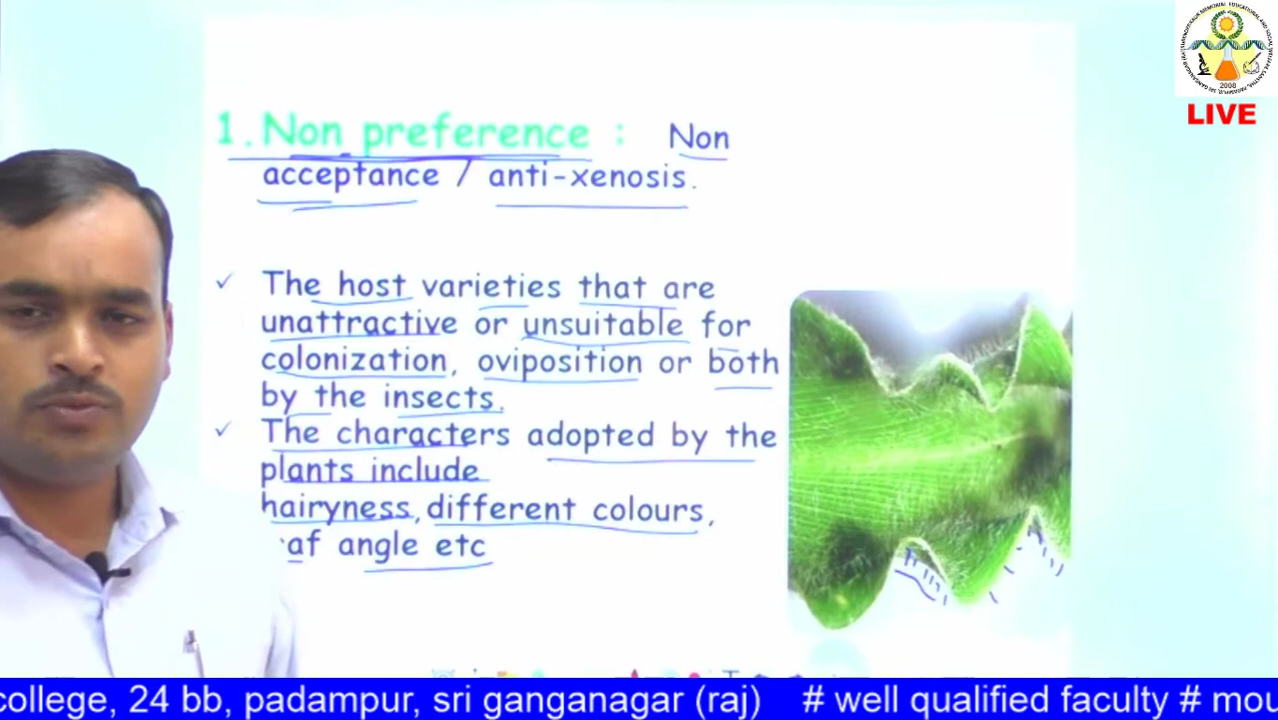 2008
LIVE
1. Non preference : Non
acceptance / anti-xenosis.
✓ The host varieties that are
unattractive or unsuitable for
colonization, oviposition or both
by the insects.
✓ The characters adopted by the
plants include
hairyness, different colours,
af angle etc
college, 24 bb, padampur, sri ganganagar (raj) # well qualified faculty # mou